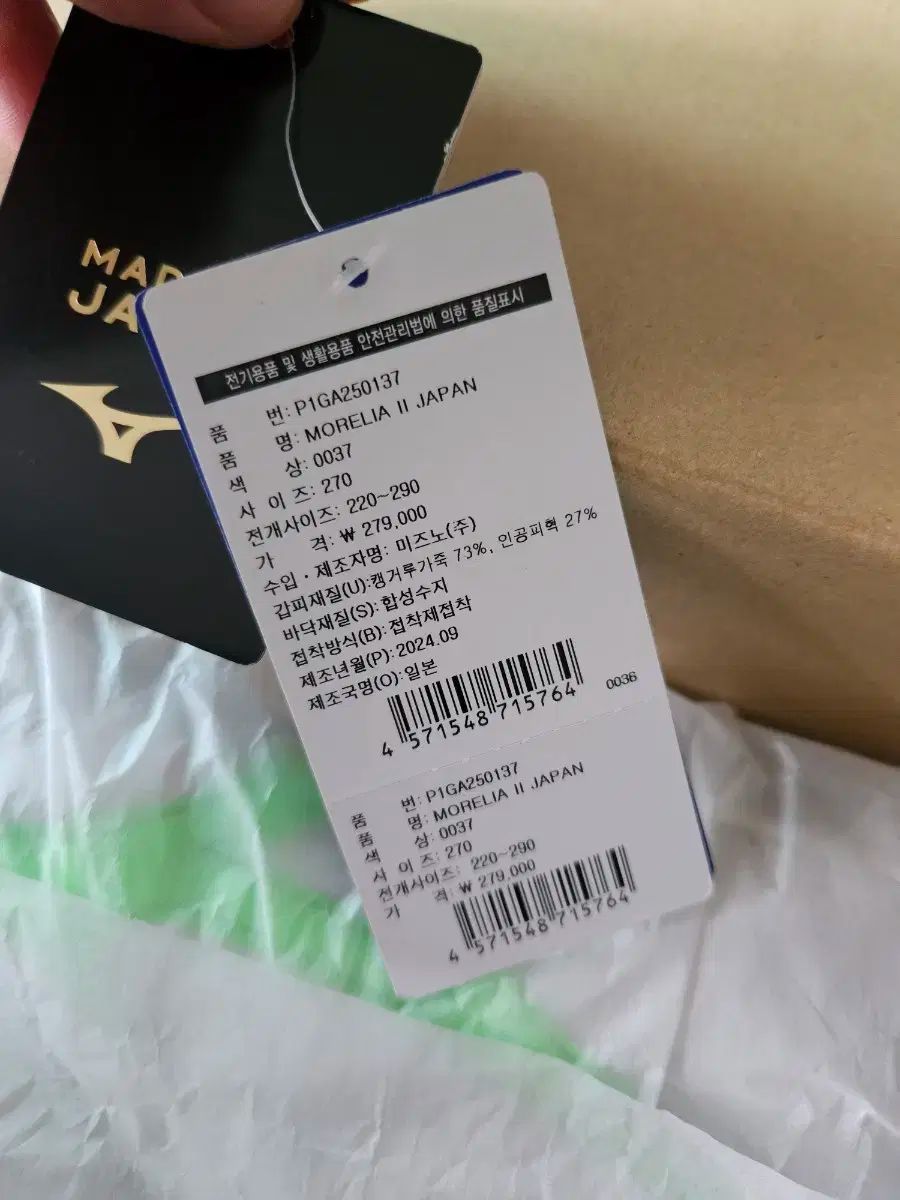 MAD
JA
전기용품 및 생활용품 안전관리법에 의한 품질표시
품 번: P1GA250137
품 명: MORELIA II JAPAN
색 상: 0037
사 이 즈: 270
전개사이즈: 220~290
가 격: ₩ 279,000
수입 · 제조자명: 미즈노(주)
갑피재질(U):캥거루가죽 73%, 인공피혁 27%
바닥재질(S): 합성수지
접착방식(B): 접착제접착
제조년월(P): 2024.09
제조국명(O):일본
4 571548 715764
0036
품 번: P1GA250137
품 명: MORELIA II JAPAN
색 상: 0037
사 이 즈: 270
전개사이즈: 220~290
가 격: ₩ 279,000
4 571548 715764